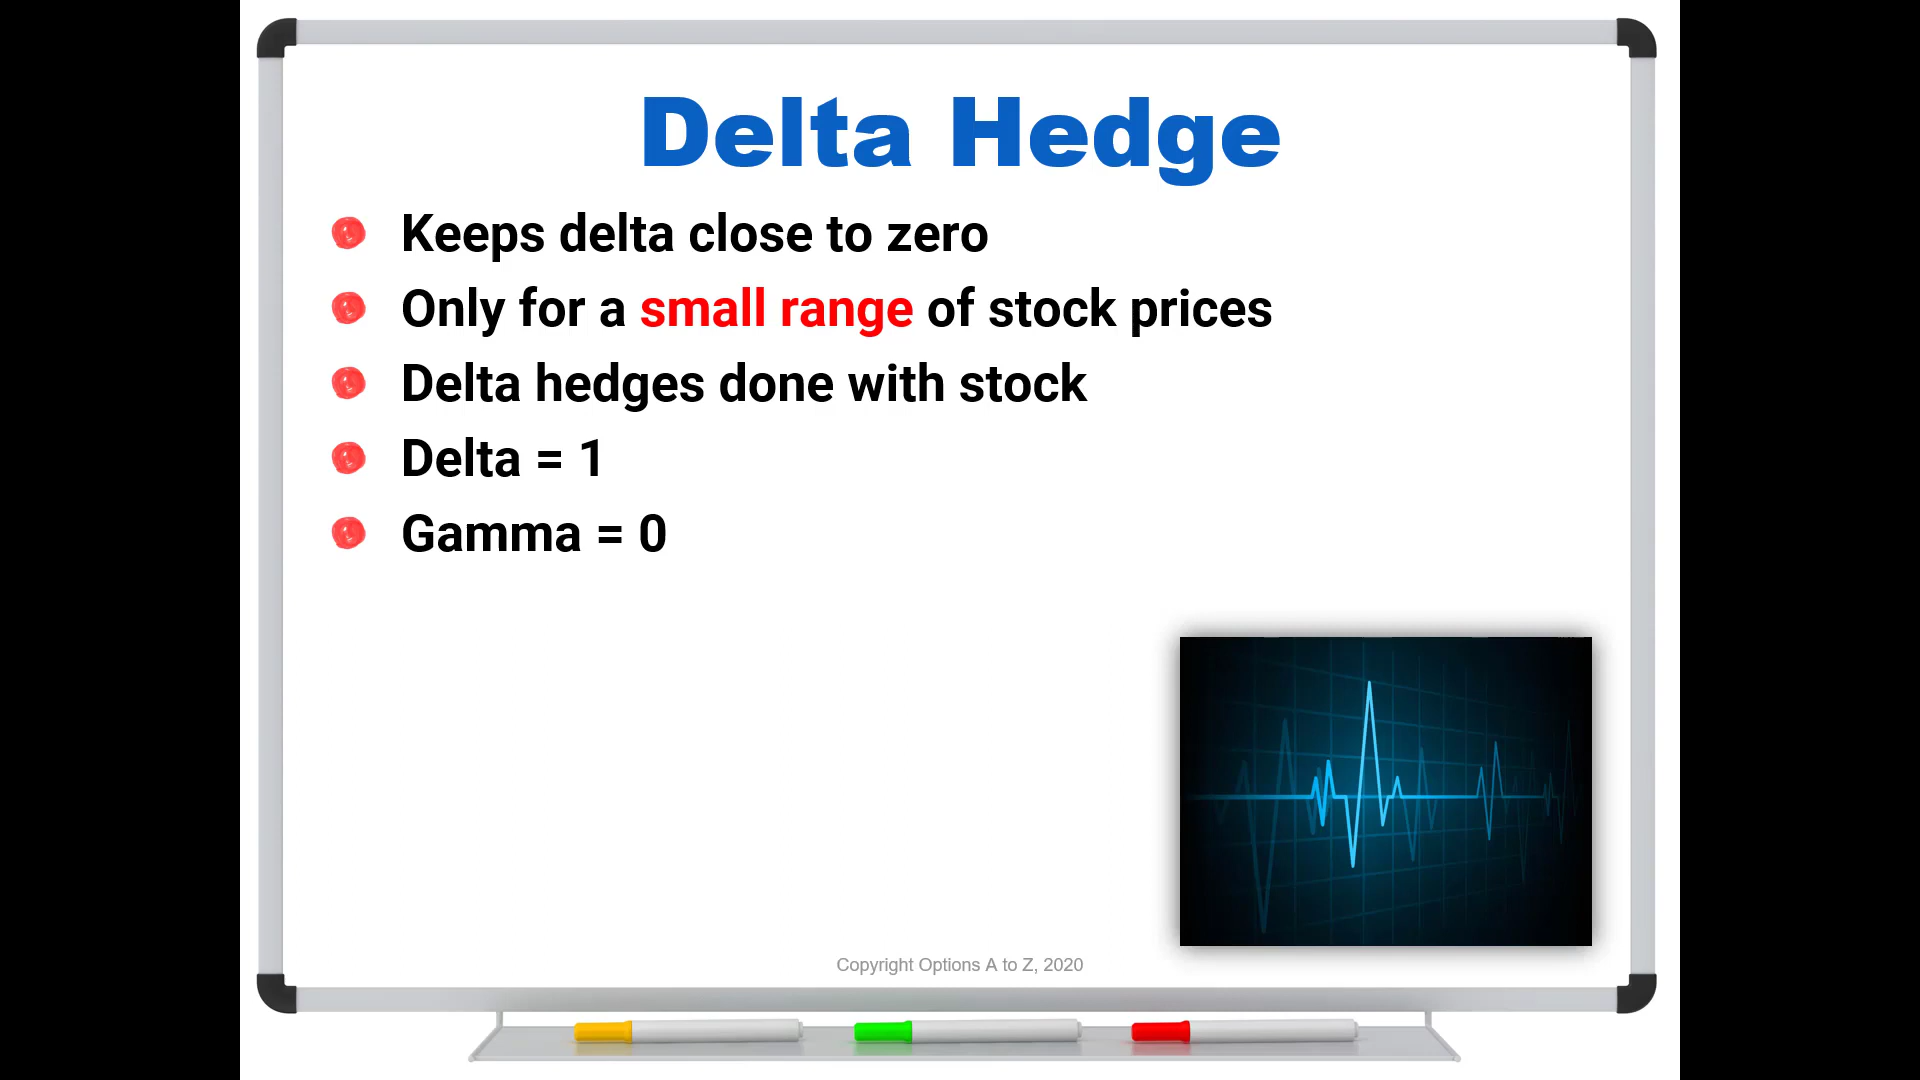 Delta Hedge
Keeps delta close to zero
Only for a small range of stock prices
Delta hedges done with stock
Delta = 1
Gamma = 0
Copyright Options A to Z, 2020